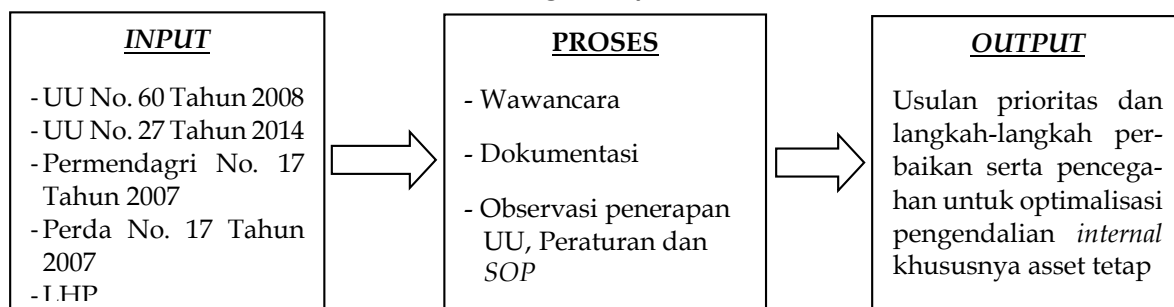 INPUT
- UU No. 60 Tahun 2008
- UU No. 27 Tahun 2014
- Permendagri No. 17
Tahun 2007
- Perda No. 17 Tahun
2007
- LHP
PROSES
- Wawancara
- Dokumentasi
- Observasi penerapan
UU, Peraturan dan
SOP
OUTPUT
Usulan prioritas dan
langkah-langkah per-
baikan serta pencega-
han untuk optimalisasi
pengendalian internal
khususnya asset tetap